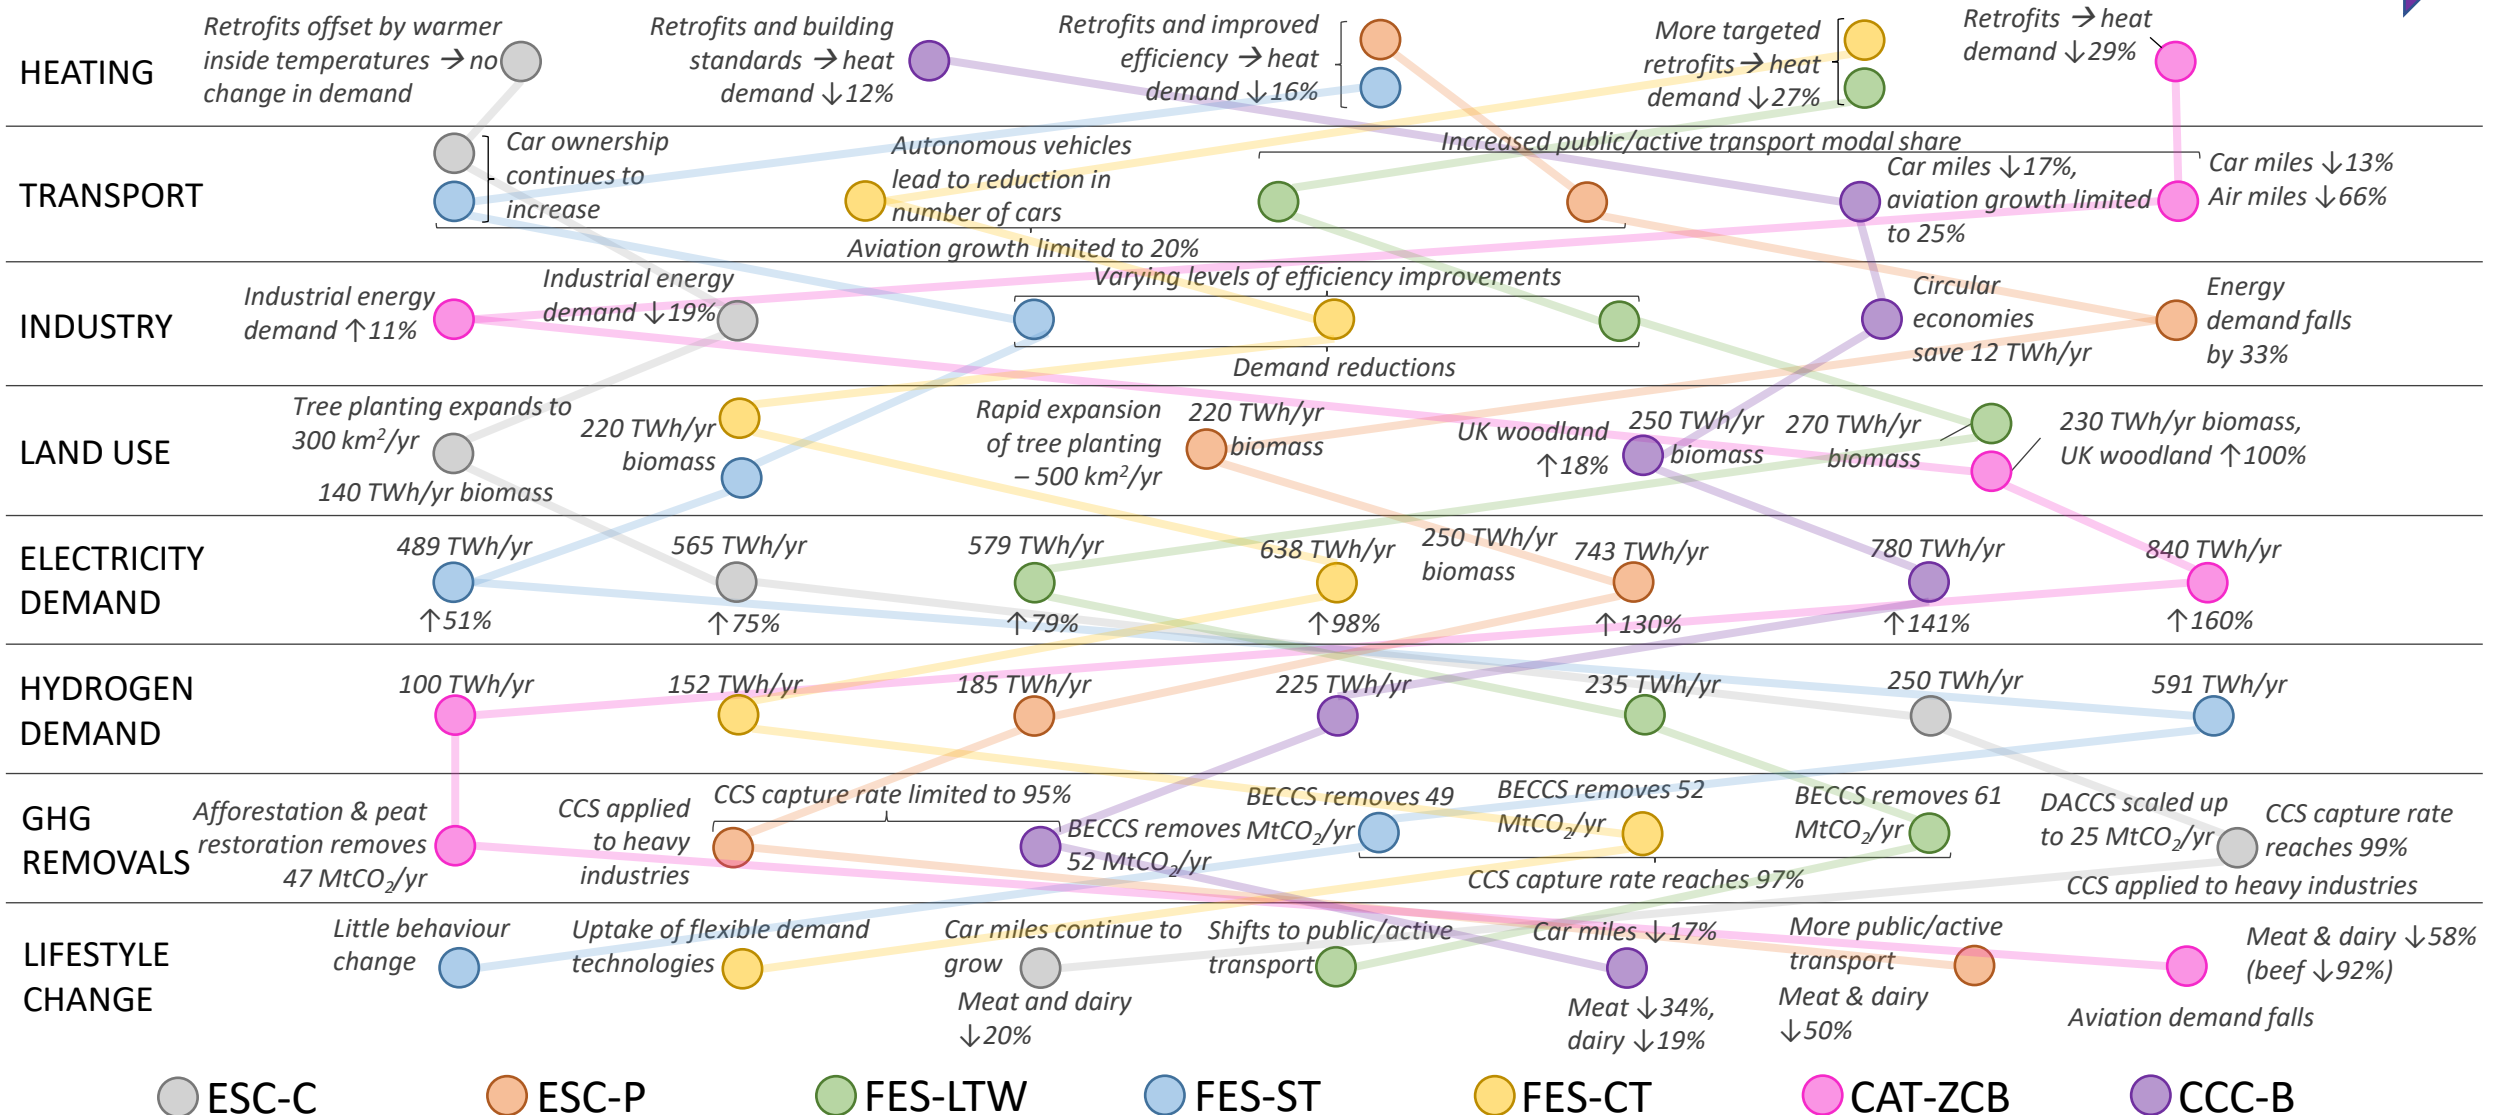 HEATING
Retrofits offset by warmer
inside temperatures → no
change in demand
Retrofits and building
standards → heat
demand ↓12%
Retrofits and improved
efficiency → heat
demand ↓16%
More targeted
retrofits→ heat
demand ↓27%
Retrofits → heat
demand ↓29%
TRANSPORT
Car ownership
continues to
increase
Autonomous vehicles
lead to reduction in
number of cars
Aviation growth limited to 20%
Increased public/active transport modal share
Car miles ↓17%,
aviation growth limited
to 25%
Car miles ↓13%
Air miles ↓66%
INDUSTRY
Industrial energy
demand ↑11%
Industrial energy
demand ↓19%
Varying levels of efficiency improvements
Demand reductions
Circular
economies
save 12 TWh/yr
Energy
demand falls
by 33%
LAND USE
Tree planting expands to
300 km²/yr
140 TWh/yr biomass
220 TWh/yr
biomass
Rapid expansion
of tree planting
– 500 km²/yr
220 TWh/yr
biomass
UK woodland
↑18%
250 TWh/yr
biomass
270 TWh/yr
biomass
230 TWh/yr biomass,
UK woodland ↑100%
ELECTRICITY
DEMAND
489 TWh/yr
↑51%
565 TWh/yr
↑75%
579 TWh/yr
↑79%
638 TWh/yr
↑98%
250 TWh/yr
biomass
743 TWh/yr
↑130%
780 TWh/yr
↑141%
840 TWh/yr
↑160%
HYDROGEN
DEMAND
100 TWh/yr
152 TWh/yr
185 TWh/yr
225 TWh/yr
235 TWh/yr
250 TWh/yr
591 TWh/yr
GHG
REMOVALS
Afforestation & peat
restoration removes
47 MtCO₂/yr
CCS applied
to heavy
industries
CCS capture rate limited to 95%
BECCS removes
52 MtCO₂/yr
BECCS removes 49
MtCO₂/yr
BECCS removes 52
MtCO₂/yr
BECCS removes 61
MtCO₂/yr
CCS capture rate reaches 97%
DACCS scaled up
to 25 MtCO₂/yr
CCS capture rate
reaches 99%
CCS applied to heavy industries
LIFESTYLE
CHANGE
Little behaviour
change
Uptake of flexible demand
technologies
Car miles continue to
grow
Meat and dairy
↓20%
Shifts to public/active
transport
Car miles ↓17%
Meat ↓34%,
dairy ↓19%
More public/active
transport
Meat & dairy
↓50%
Meat & dairy ↓58%
(beef ↓92%)
Aviation demand falls
ESC-C
ESC-P
FES-LTW
FES-ST
FES-CT
CAT-ZCB
CCC-B